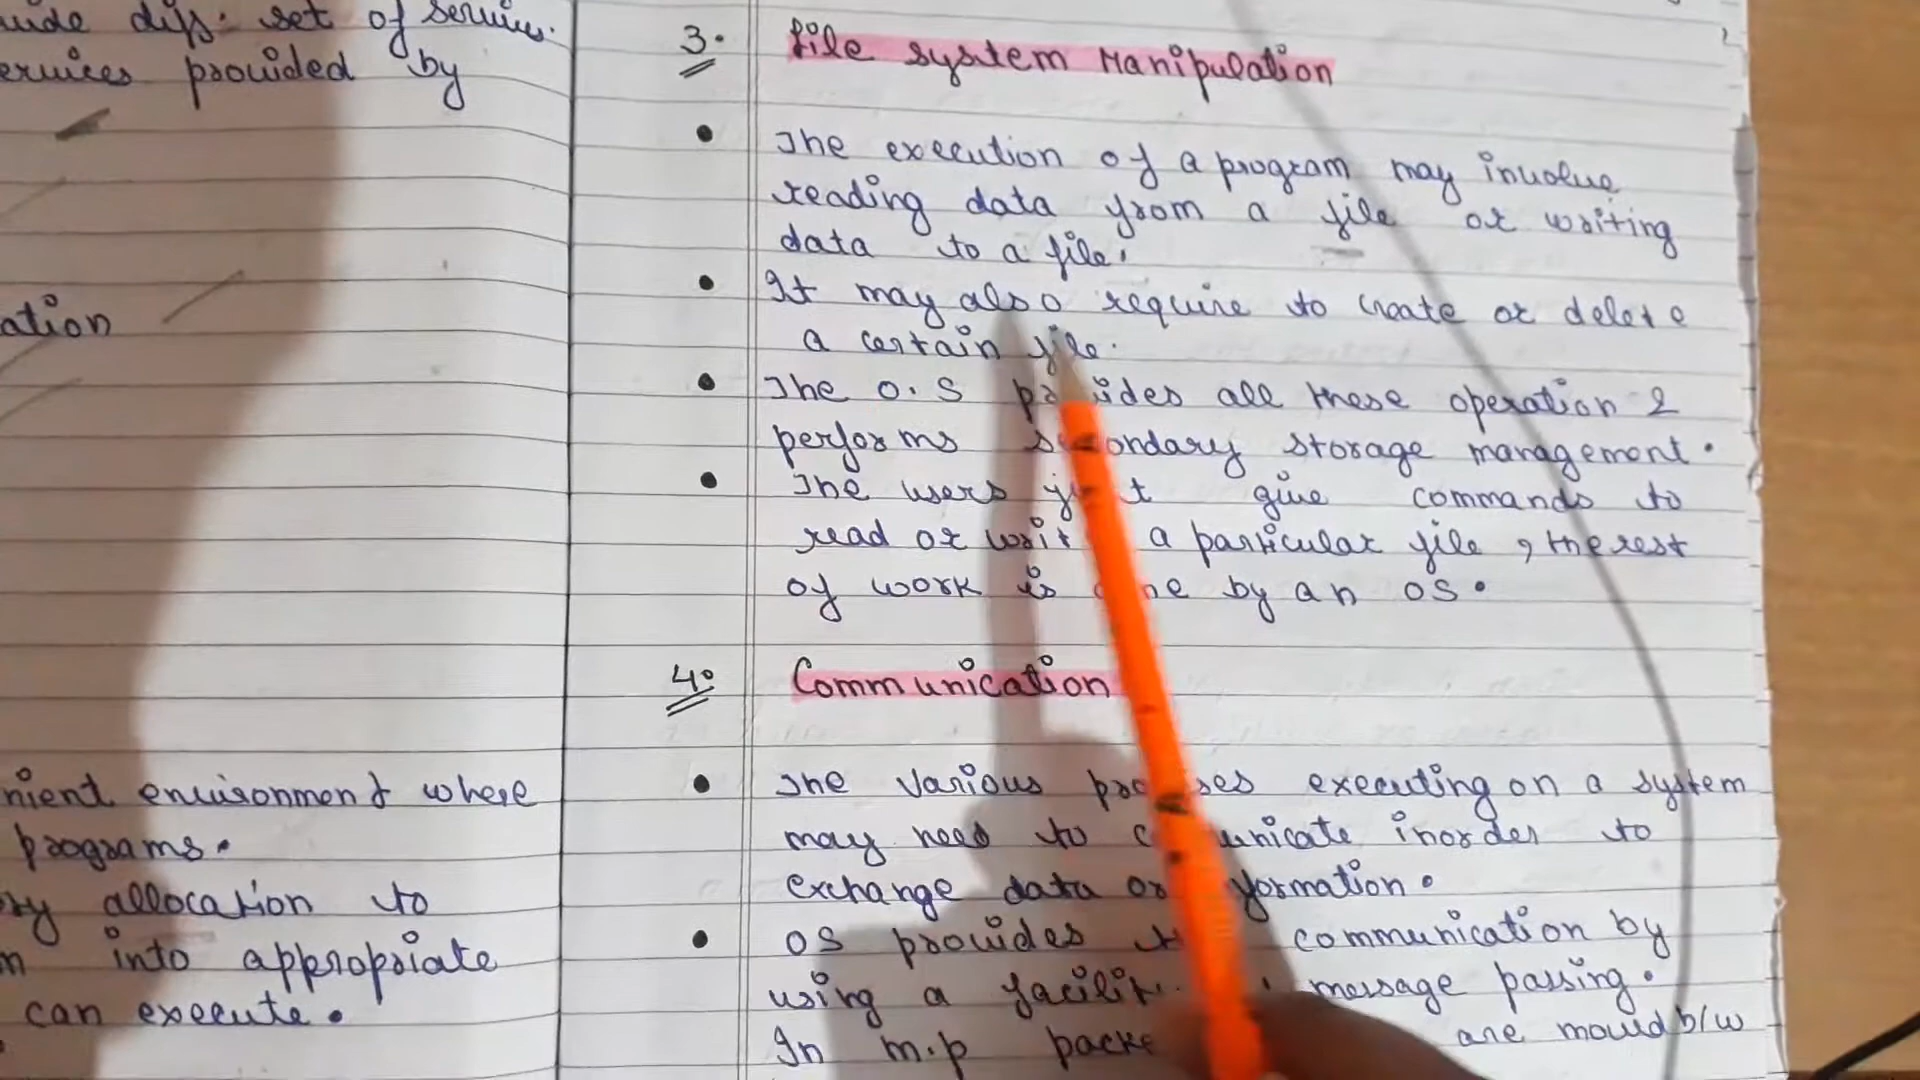 set of services.
services provided by
ation
nient environment where
programs.
allocation to
into appropriate
can execute.
3. File system Manipulation
• The execution of a program may involve
reading data from a file or writing
data to a file.
• It may also require to create or delete
a certain file.
• The O.S provides all these operation &
performs secondary storage management.
• The users just give commands to
read or write a particular file, the rest
of work is done by an OS.
4. Communication
• The various processes executing on a system
may need to communicate inorder to
exchange data or
• OS provides communication by
using a message passing.
In m.p are moved b/w